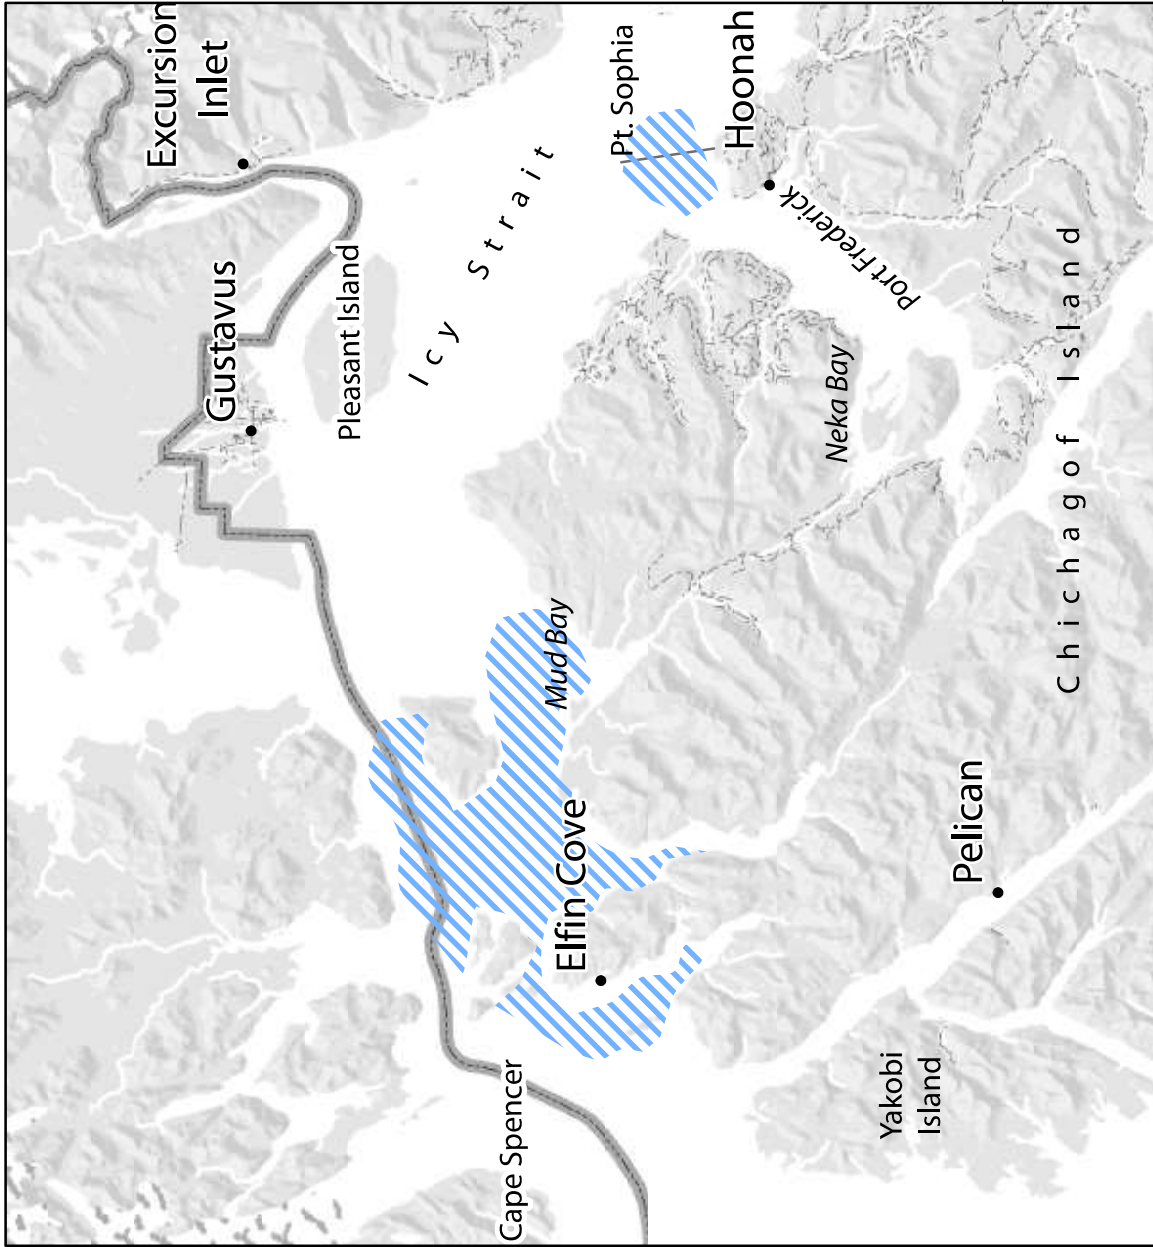 Excursion
Inlet
Gustavus
Pleasant Island
Icy Strait
Pt. Sophia
Hoonah
Port Frederick
Neka Bay
Chichagof Island
Mud Bay
Elfin Cove
Pelican
Cape Spencer
Yakobi
Island